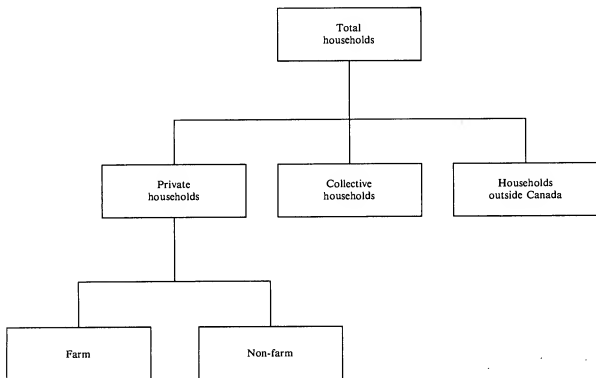 Total
households
Private
households
Collective
households
Households
outside Canada
Farm
Non-farm